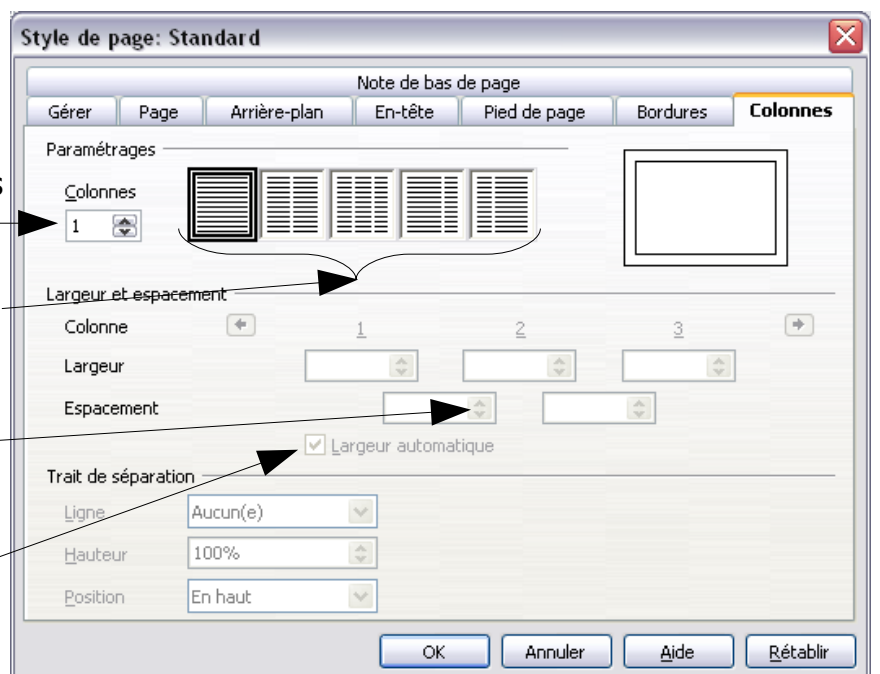 Style de page: Standard
Note de bas de page
Gérer Page Arrière-plan En-tête Pied de page Bordures Colonnes
Paramétrages
s
Colonnes
1
Largeur et espacement
Colonne 1 2 3
Largeur
Espacement
Largeur automatique
Trait de séparation
Ligne Aucun(e)
Hauteur 100%
Position En haut
OK Annuler Aide Rétablir